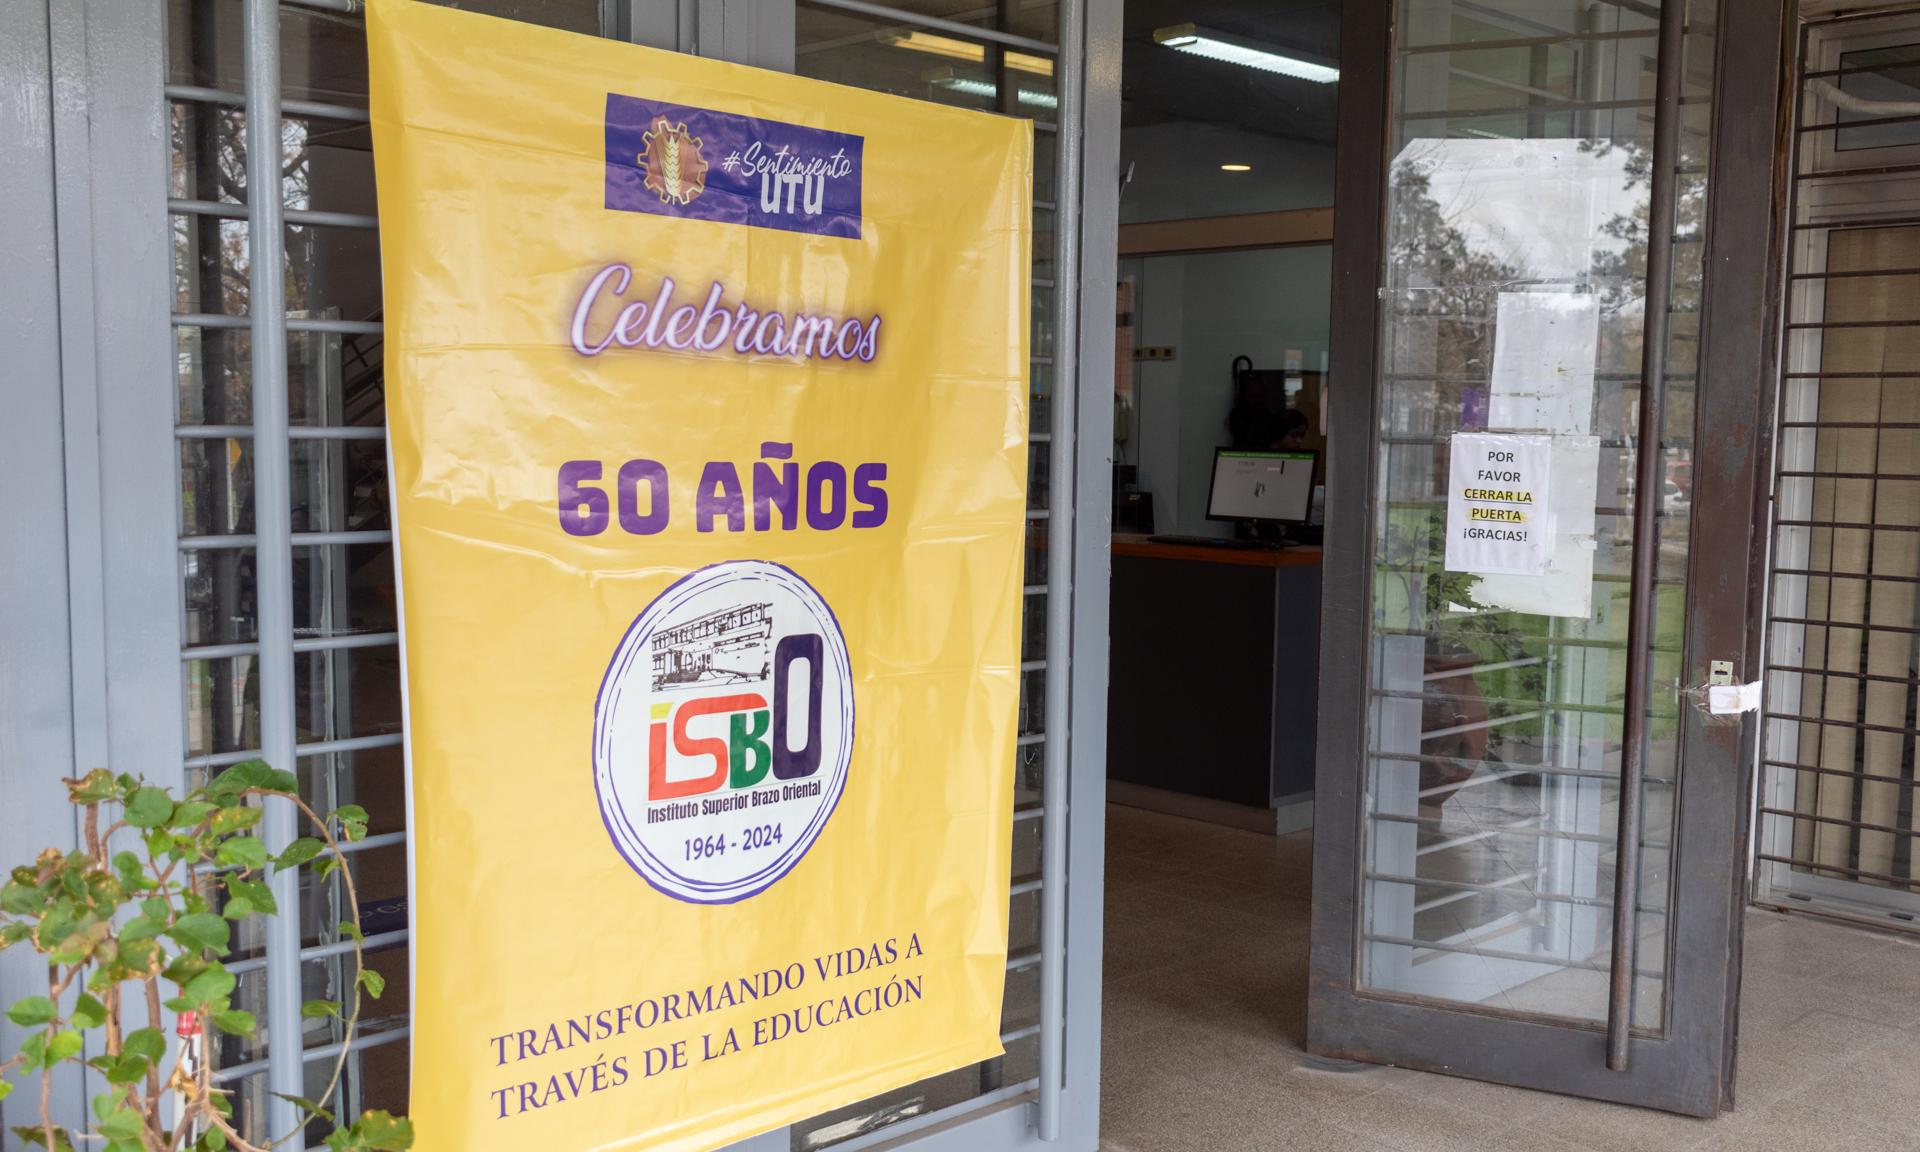 #Sentimiento
UTU
Celebramos
60 AÑOS
iSBO
Instituto Superior Brazo Oriental
1964 - 2024
TRANSFORMANDO VIDAS A
TRAVÉS DE LA EDUCACIÓN
POR
FAVOR
CERRAR LA
PUERTA
¡GRACIAS!